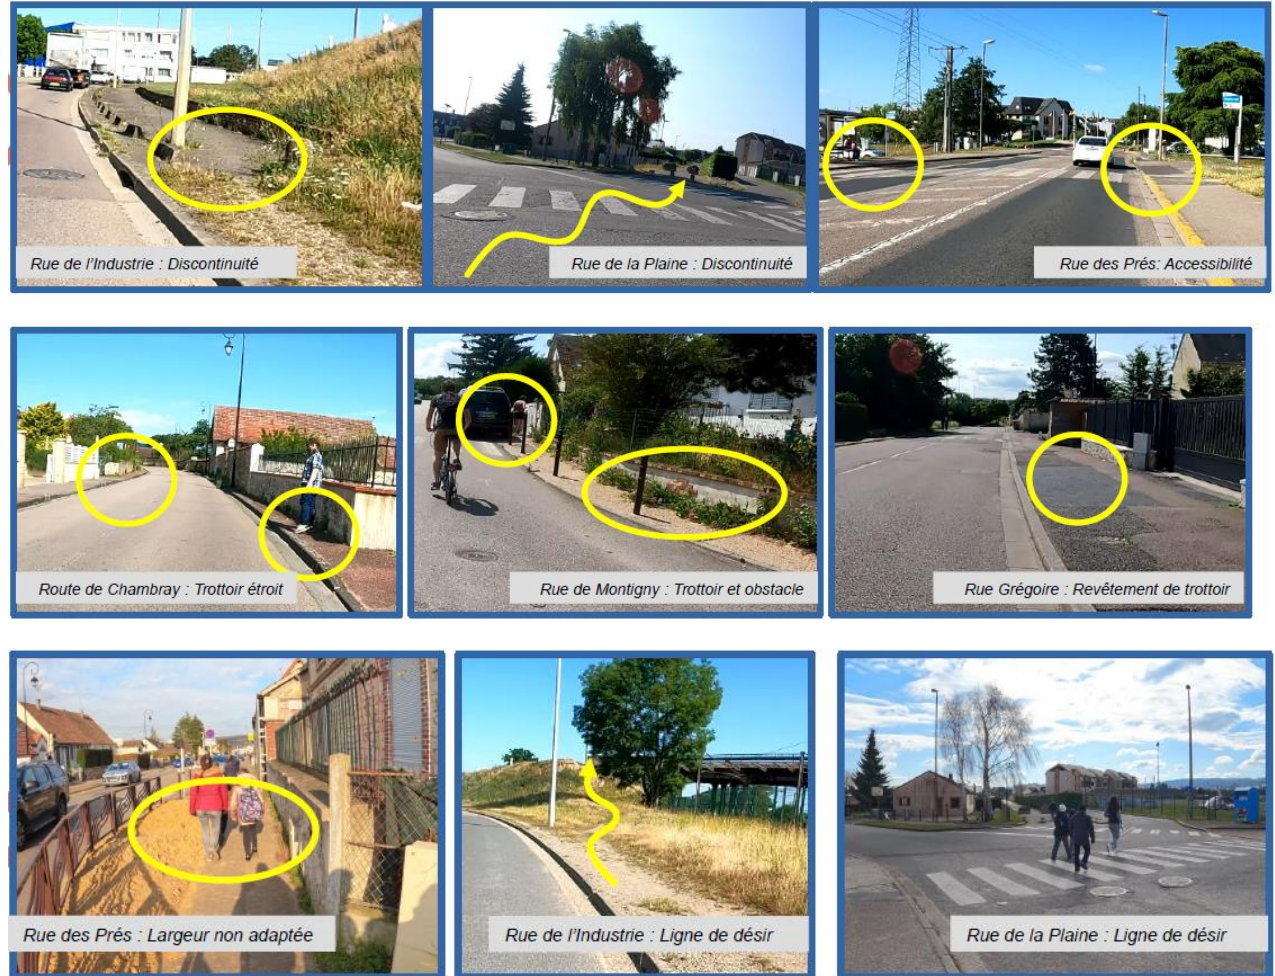 Rue de l'Industrie : Discontinuité
Rue de la Plaine : Discontinuité
Rue des Prés: Accessibilité
Route de Chambray : Trottoir étroit
Rue de Montigny : Trottoir et obstacle
Rue Grégoire : Revêtement de trottoir
Rue des Prés : Largeur non adaptée
Rue de l'Industrie : Ligne de désir
Rue de la Plaine : Ligne de désir